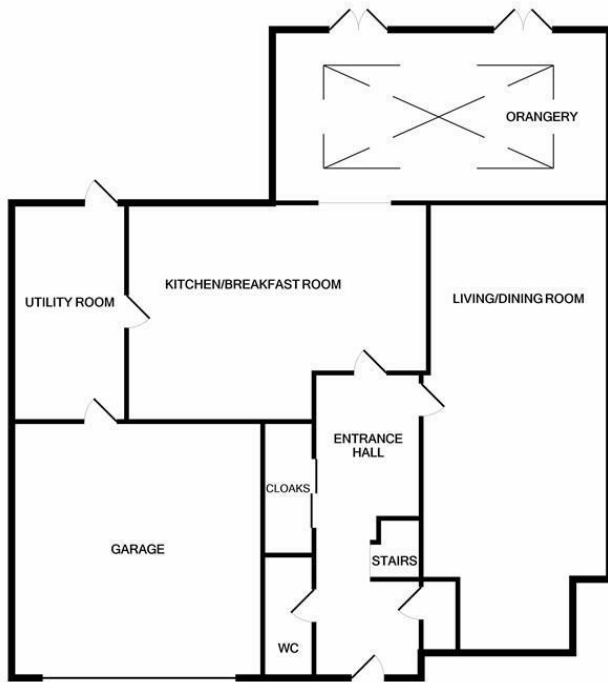 ORANGERY
KITCHEN/BREAKFAST ROOM
UTILITY ROOM
LIVING/DINING ROOM
ENTRANCE
HALL
CLOAKS
GARAGE
STAIRS
WC